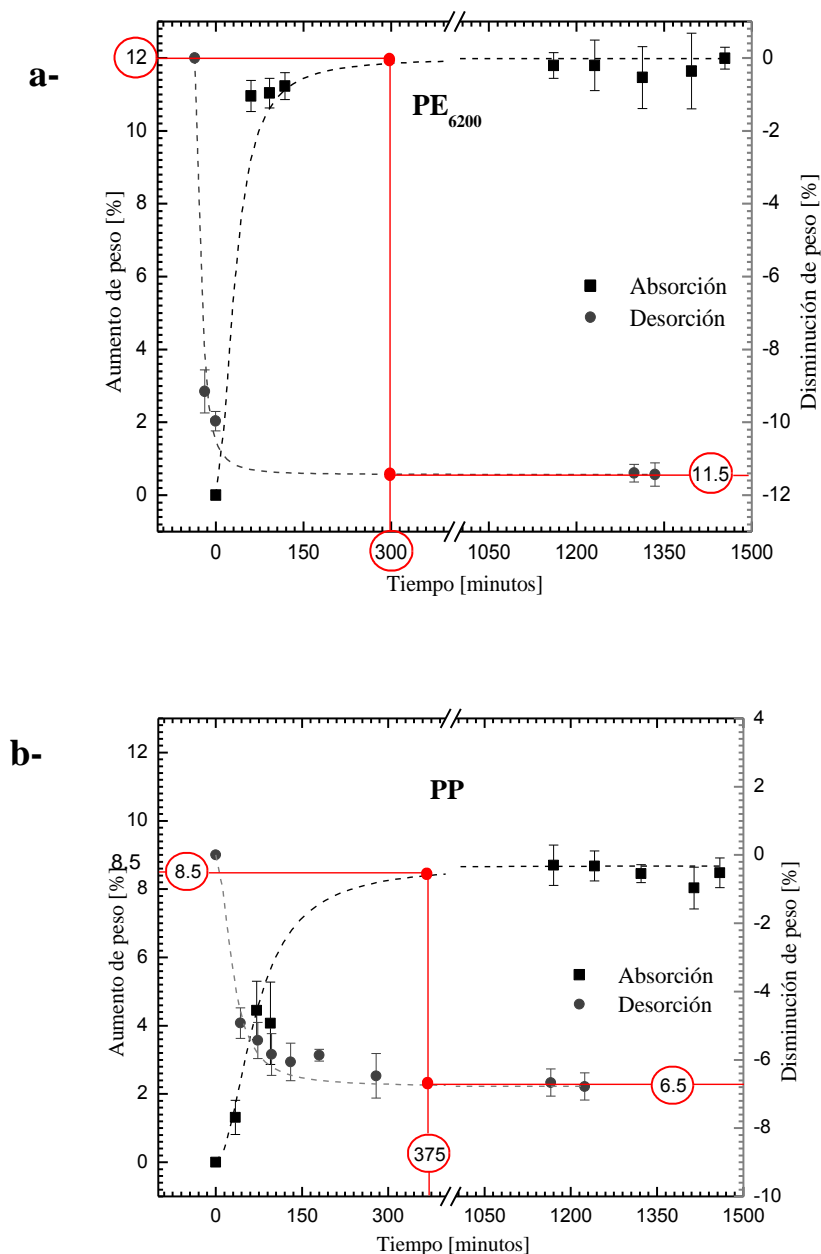 a-
PE6200
12
10
8
6
4
2
0
Aumento de peso [%]
0
-2
-4
-6
-8
-10
-12
Disminución de peso [%]
Absorción
Desorción
11.5
0 150 300 1050 1200 1350 1500
Tiempo [minutos]
b-
PP
12
10
8.5
8.5
8
6
4
2
0
Aumento de peso [%]
4
2
0
-2
-4
-6
-8
-10
Disminución de peso [%]
Absorción
Desorción
6.5
375
0 150 300 1050 1200 1350 1500
Tiempo [minutos]